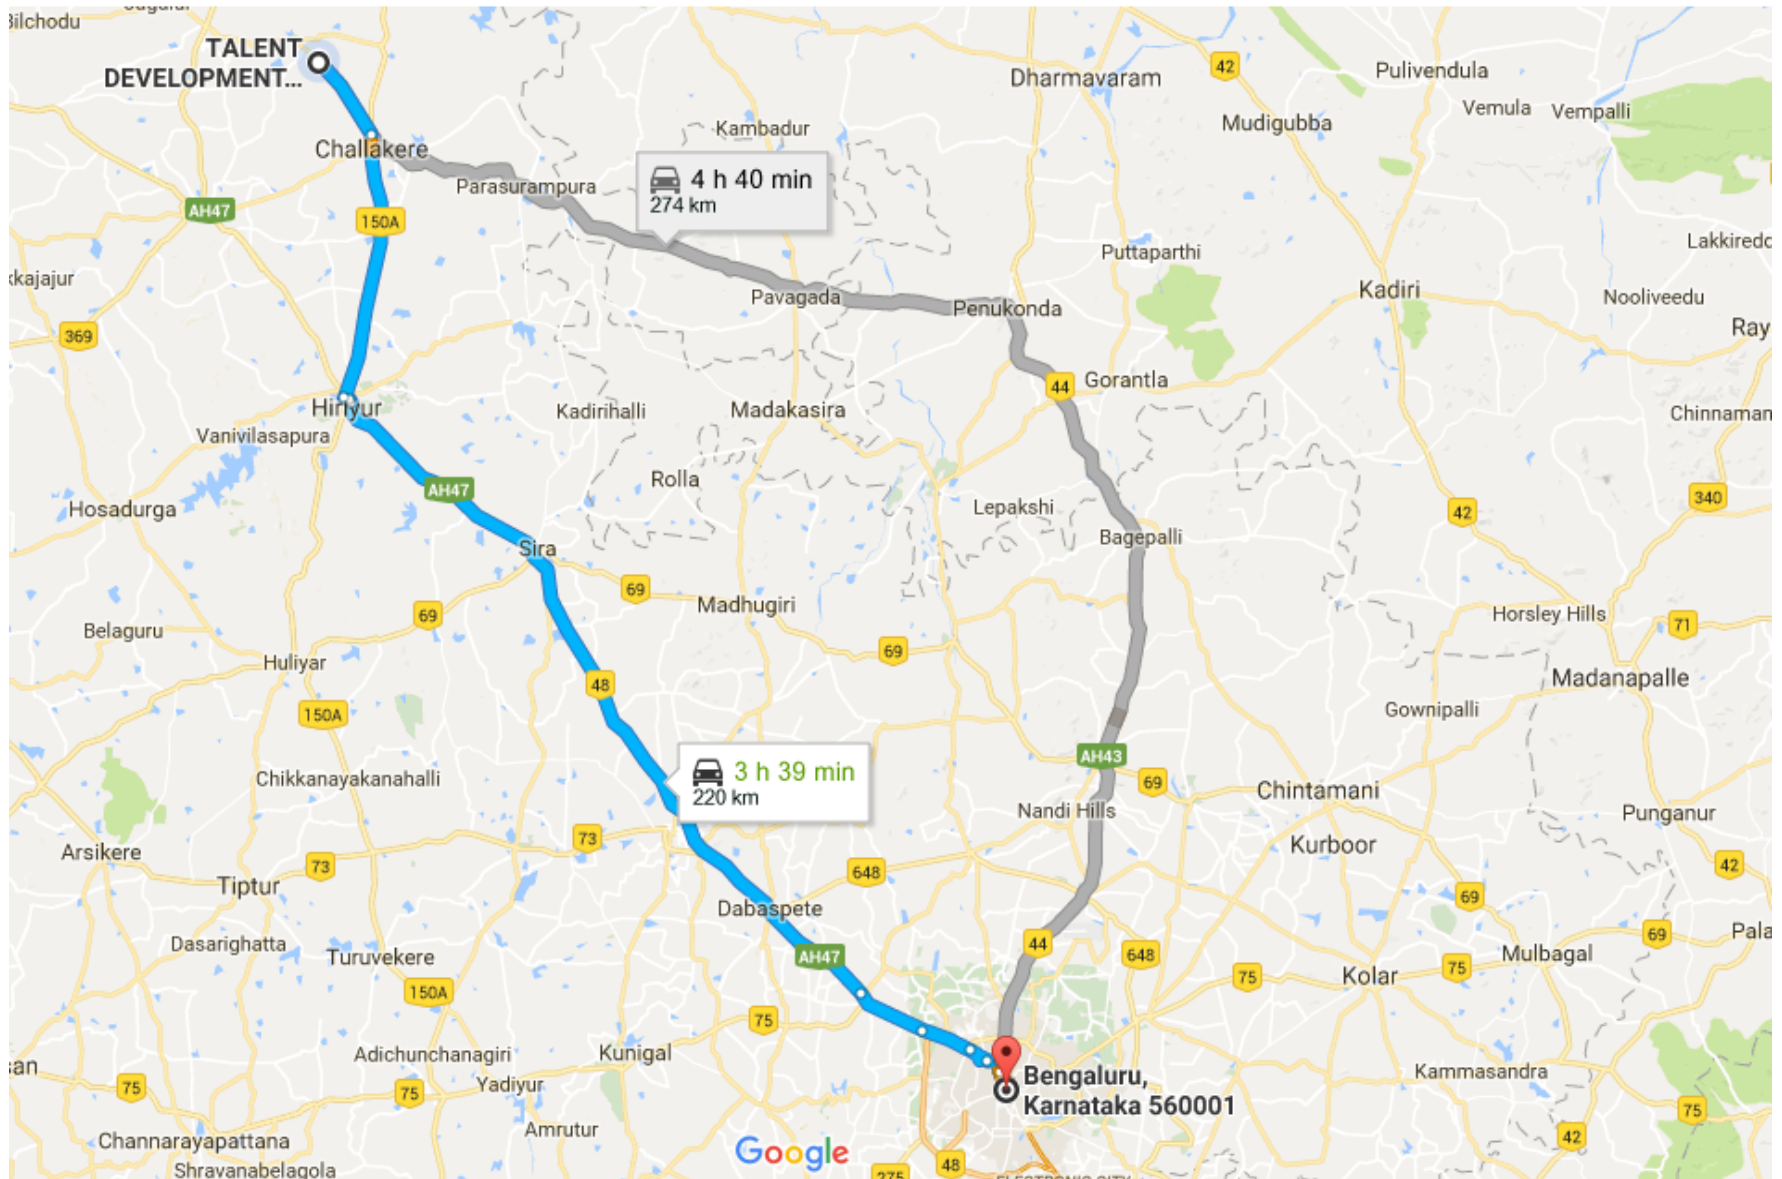 Bilchodu
TALENT
DEVELOPMENT...
Dharmavaram
42
Pulivendula
Vemula
Vempalli
Mudigubba
Kambadur
Challakere
4 h 40 min
274 km
Parasurampura
AH47
150A
Puttaparthi
Lakkiredd
kkajajur
Pavagada
Penukonda
Kadiri
Nooliveedu
369
Ray
44
Gorantla
Hiriyur
Kadirihalli
Madakasira
Chinnaman
Vanivilasapura
Rolla
AH47
Lepakshi
42
340
Hosadurga
Bagepalli
Sira
69
69
Madhugiri
Horsley Hills
71
Belaguru
69
Huliyar
48
Madanapalle
150A
Gownipalli
AH43
3 h 39 min
220 km
Chikkanayakanahalli
69
Chintamani
Nandi Hills
Punganur
73
Kurboor
Arsikere
73
648
42
Tiptur
69
Dabaspete
Dasarighatta
44
69
Pala
Turuvekere
AH47
648
Mulbagal
75
75
Kolar
150A
75
Adichunchanagiri
Kunigal
san
75
75
Yadiyur
Bengaluru,
Karnataka 560001
Kammasandra
75
Amrutur
42
Channarayapattana
Google
48
Shravanabelagola
275
ELECTRONIC CITY